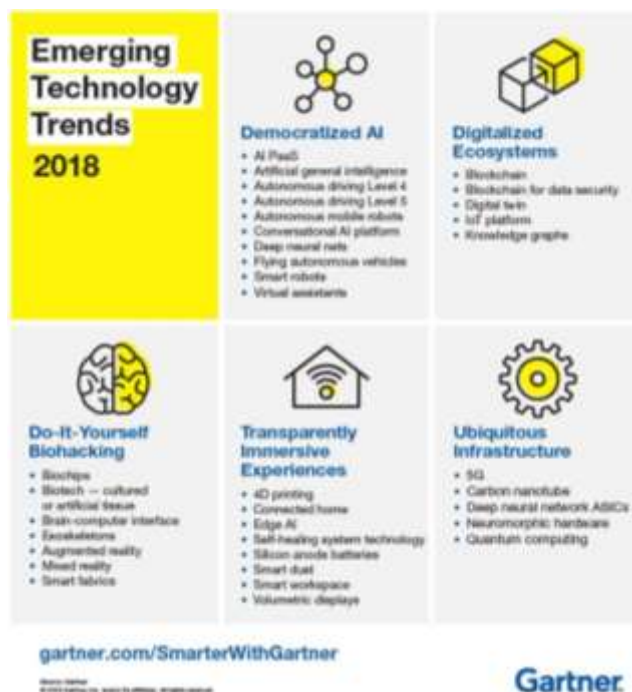 Emerging
Technology
Trends
2018
Democratized AI
• AI PaaS
• Artificial general intelligence
• Autonomous driving Level 4
• Autonomous driving Level 5
• Autonomous mobile robots
• Conversational AI platform
• Deep neural nets
• Flying autonomous vehicles
• Smart robots
• Virtual assistants
Digitalized
Ecosystems
• Blockchain
• Blockchain for data security
• Digital twin
• IoT platform
• Knowledge graphs
Do-It-Yourself
Biohacking
• Biochips
• Biotech — cultured
or artificial tissue
• Brain-computer interface
• Exoskeletons
• Augmented reality
• Mixed reality
• Smart fabrics
Transparently
Immersive
Experiences
• 4D printing
• Connected home
• Edge AI
• Self-healing system technology
• Silicon anode batteries
• Smart dust
• Smart workspace
• Volumetric displays
Ubiquitous
Infrastructure
• 5G
• Carbon nanotube
• Deep neural network ASICs
• Neuromorphic hardware
• Quantum computing
gartner.com/SmarterWithGartner
Source: Gartner
Gartner